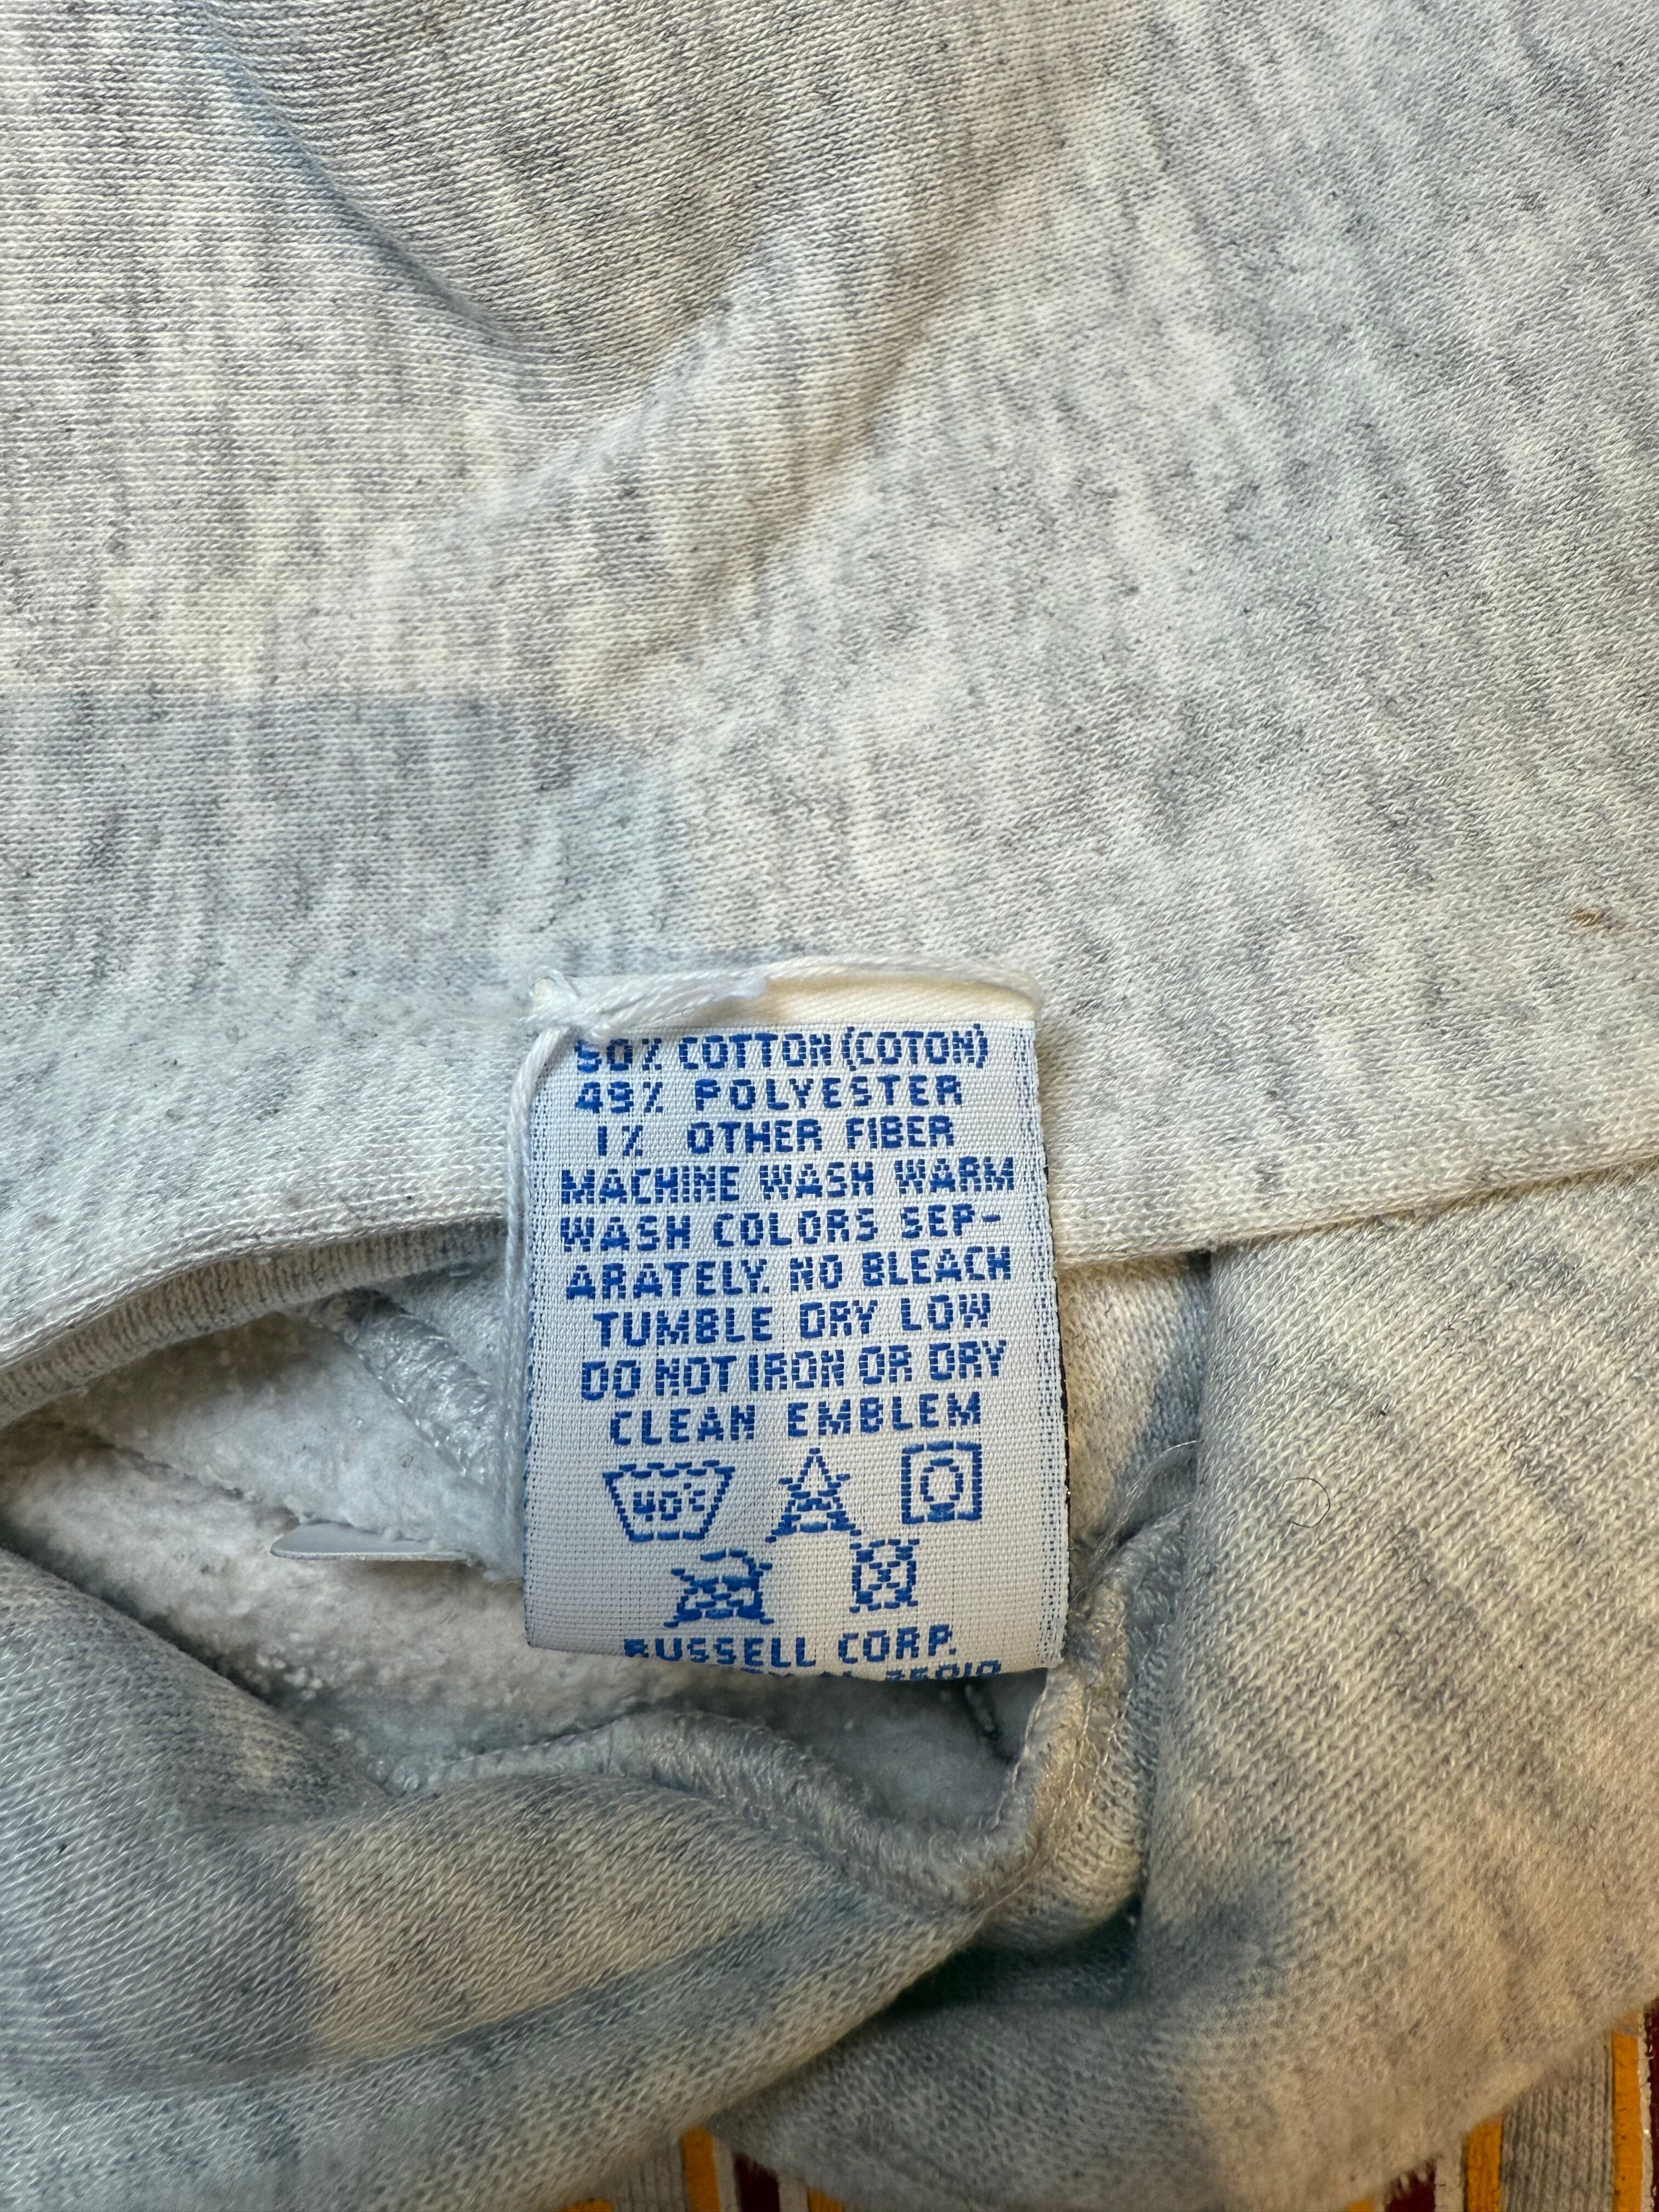 50% COTTON (COTON)
49% POLYESTER
1% OTHER FIBER
MACHINE WASH WARM
WASH COLORS SEP-
ARATELY. NO BLEACH
TUMBLE DRY LOW
DO NOT IRON OR DRY
CLEAN EMBLEM
40°C
RUSSELL CORP.
35010